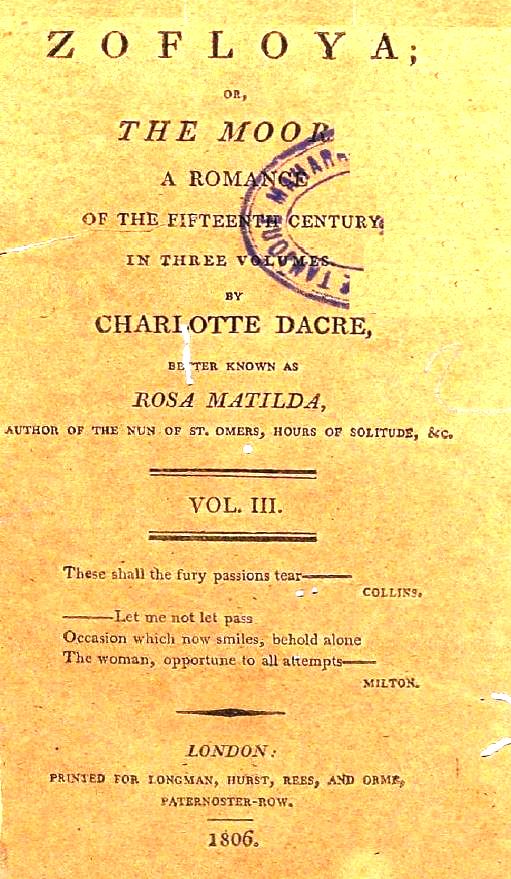 ZOFLOYA;
OR,
THE MOOR
A ROMANCE
OF THE FIFTEENTH CENTURY
IN THREE VOLUMES.
BY
CHARLOTTE DACRE,
BETTER KNOWN AS
ROSA MATILDA,
AUTHOR OF THE NUN OF ST. OMERS, HOURS OF SOLITUDE, &c.
VOL. III.
These shall the fury passions tear——
COLLINS.
———Let me not let pass
Occasion which now smiles, behold alone
The woman, opportune to all attempts——
MILTON.
LONDON:
PRINTED FOR LONGMAN, HURST, REES, AND ORME,
PATERNOSTER-ROW.
1806.